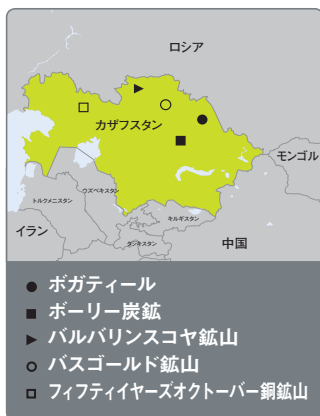 ロシア
カザフスタン
モンゴル
ウズベキスタン
トルクメニスタン
キルギスタン
イラン
タジキスタン
中国
ボガティール
ボーリー炭鉱
バルバリンスコヤ鉱山
バスゴールド鉱山
フィフティイヤーズオクトーバー銅鉱山